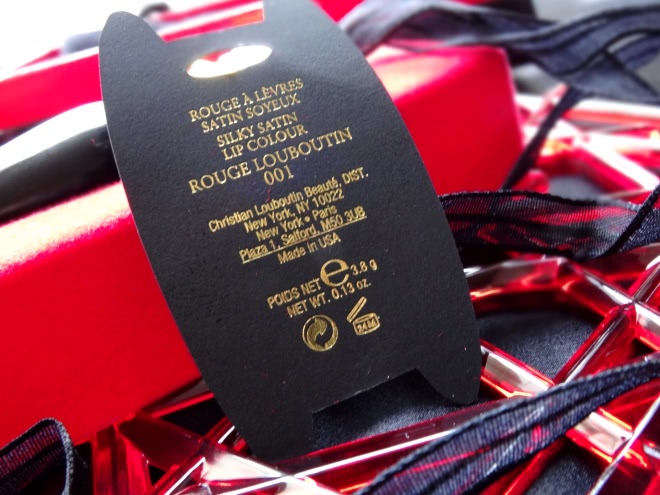 ROUGE À LÈVRES
SATIN SOYEUX
SILKY SATIN
LIP COLOUR
ROUGE LOUBOUTIN
001
Christian Louboutin Beauté, DIST.
New York, NY 10022
New York • Paris
Plaza 1, Salford, M50 3UB
Made in USA
POIDS NET ℮ 3.8 g
NET WT. 0.13 oz.
24 M